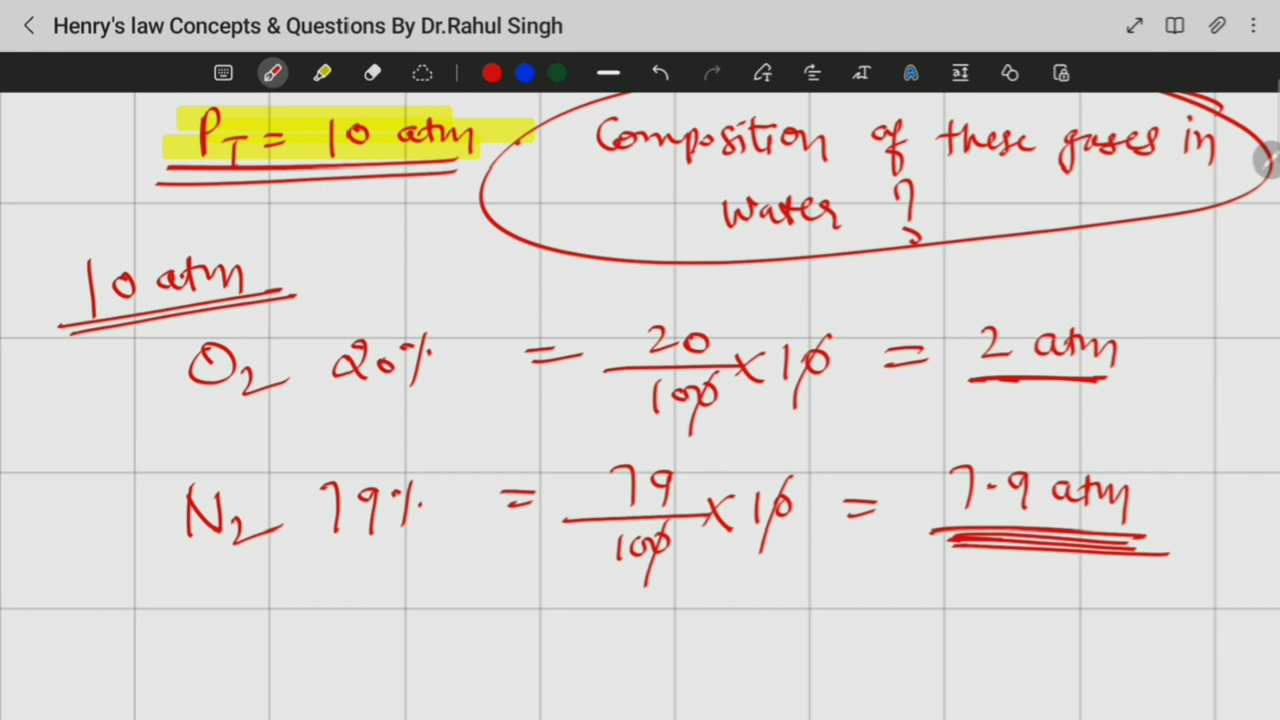 Henry's law Concepts & Questions By Dr.Rahul Singh
P_T = 10 atm.
Composition of these gases in
water ?
10 atm
O₂ 20% = 20/100 × 10 = 2 atm
N₂ 79% = 79/100 × 10 = 7.9 atm